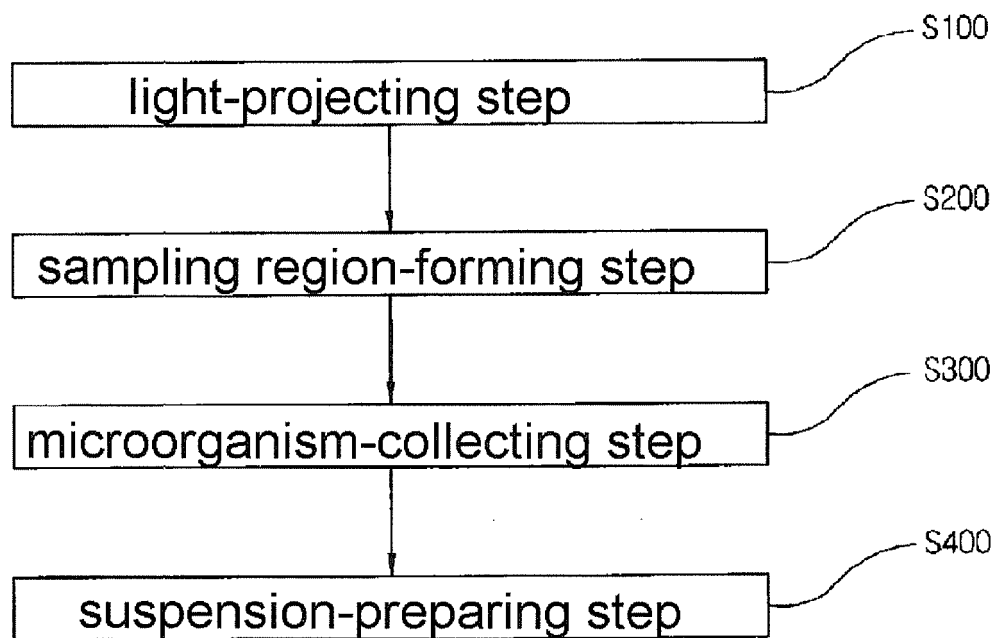 S100
light-projecting step
S200
sampling region-forming step
S300
microorganism-collecting step
S400
suspension-preparing step